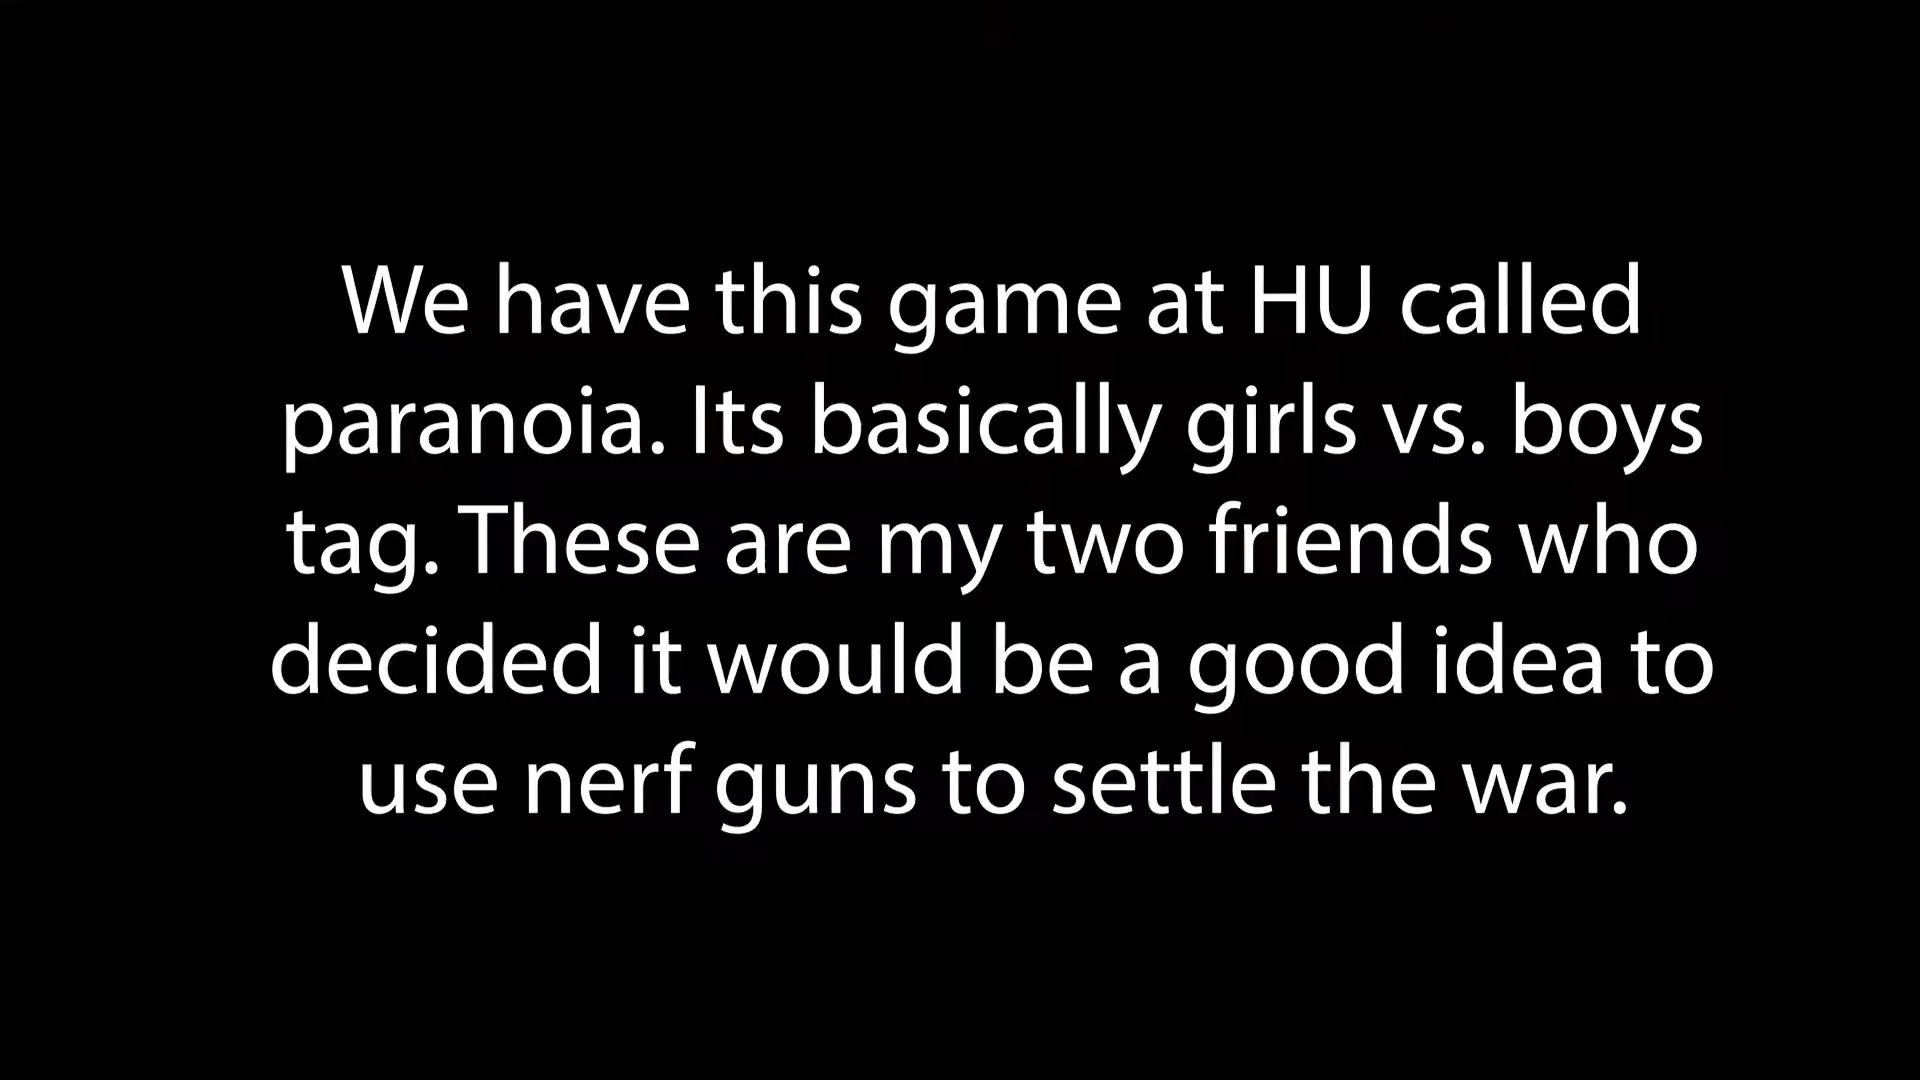 We have this game at HU called
paranoia. Its basically girls vs. boys
tag. These are my two friends who
decided it would be a good idea to
use nerf guns to settle the war.